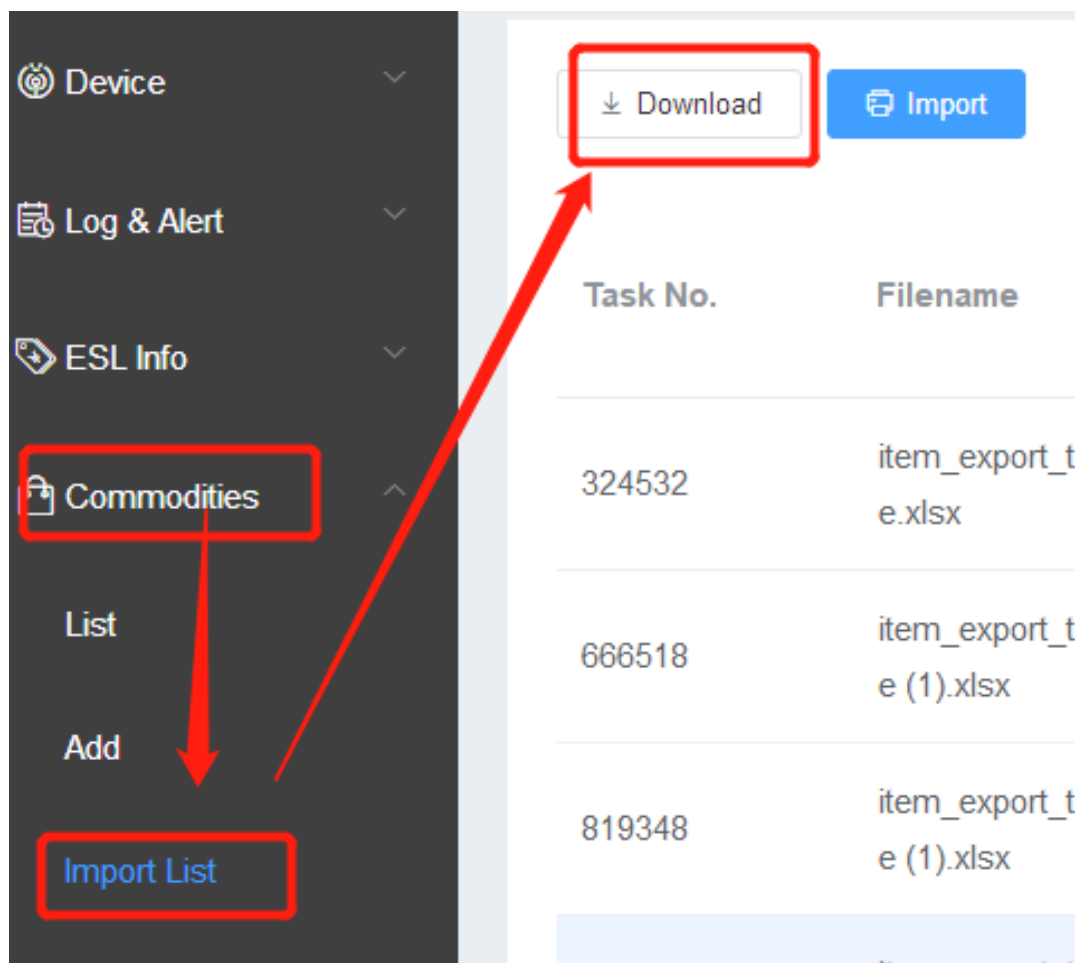 Device
Log & Alert
ESL Info
Commodities
List
Add
Import List
Download Import
Task No. Filename
324532 item_export_t
e.xlsx
666518 item_export_t
e (1).xlsx
819348 item_export_t
e (1).xlsx